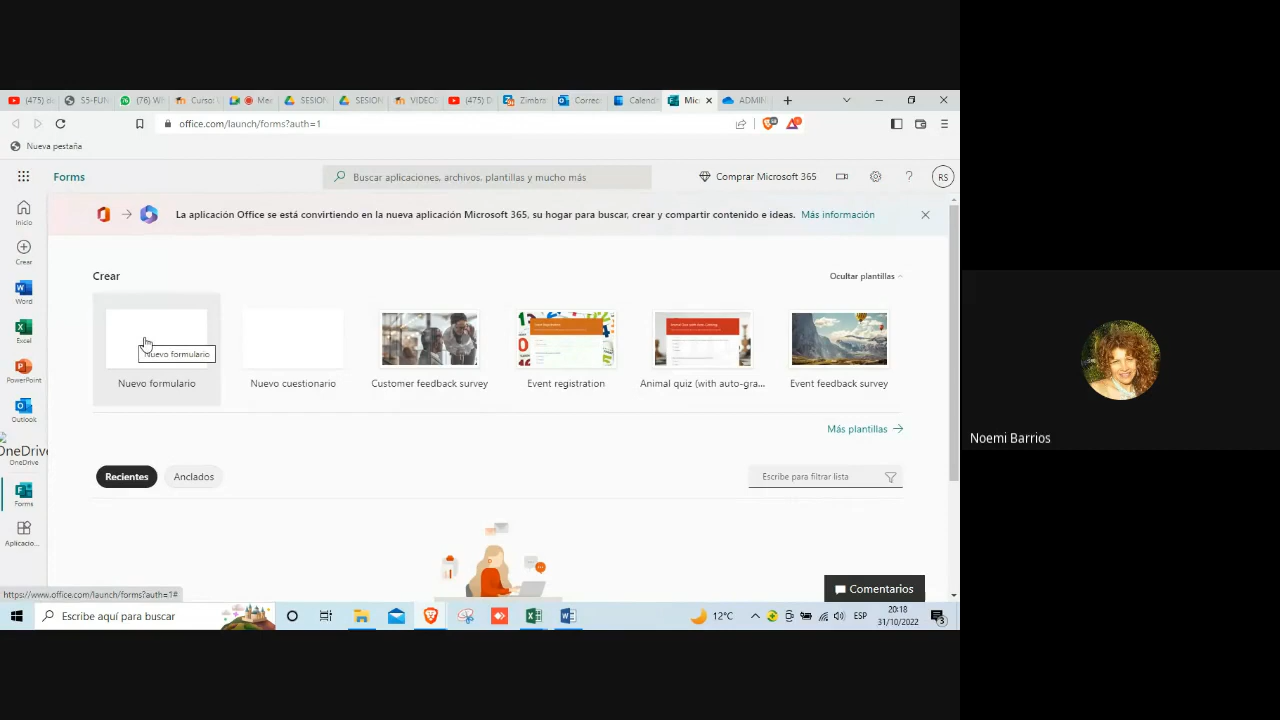 (475) de
S5-FUN
(76) Wh
Curso: U
Mee
SESION
SESION
VIDEOS
(475) D
Zimbra
Correo
Calend
Mic
ADMIN
office.com/launch/forms?auth=1
Nueva pestaña
Forms
Buscar aplicaciones, archivos, plantillas y mucho más
Comprar Microsoft 365
?
RS
La aplicación Office se está convirtiendo en la nueva aplicación Microsoft 365, su hogar para buscar, crear y compartir contenido e ideas. Más información
Inicio
Crear
Word
Excel
PowerPoint
Outlook
OneDrive
OneDrive
Forms
Aplicacio...
Crear
Ocultar plantillas
Nuevo formulario
Nuevo formulario
Nuevo cuestionario
Customer feedback survey
Event registration
Animal quiz (with auto-gra...
Event feedback survey
Más plantillas
Recientes
Anclados
Escribe para filtrar lista
Comentarios
https://www.office.com/launch/forms?auth=1#
Escribe aquí para buscar
12°C
ESP
20:18
31/10/2022
3
Noemi Barrios